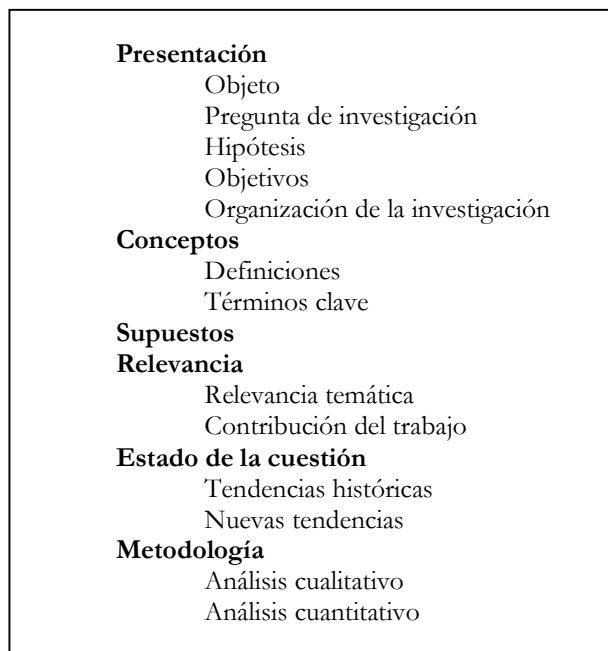 Presentación
Objeto
Pregunta de investigación
Hipótesis
Objetivos
Organización de la investigación
Conceptos
Definiciones
Términos clave
Supuestos
Relevancia
Relevancia temática
Contribución del trabajo
Estado de la cuestión
Tendencias históricas
Nuevas tendencias
Metodología
Análisis cualitativo
Análisis cuantitativo